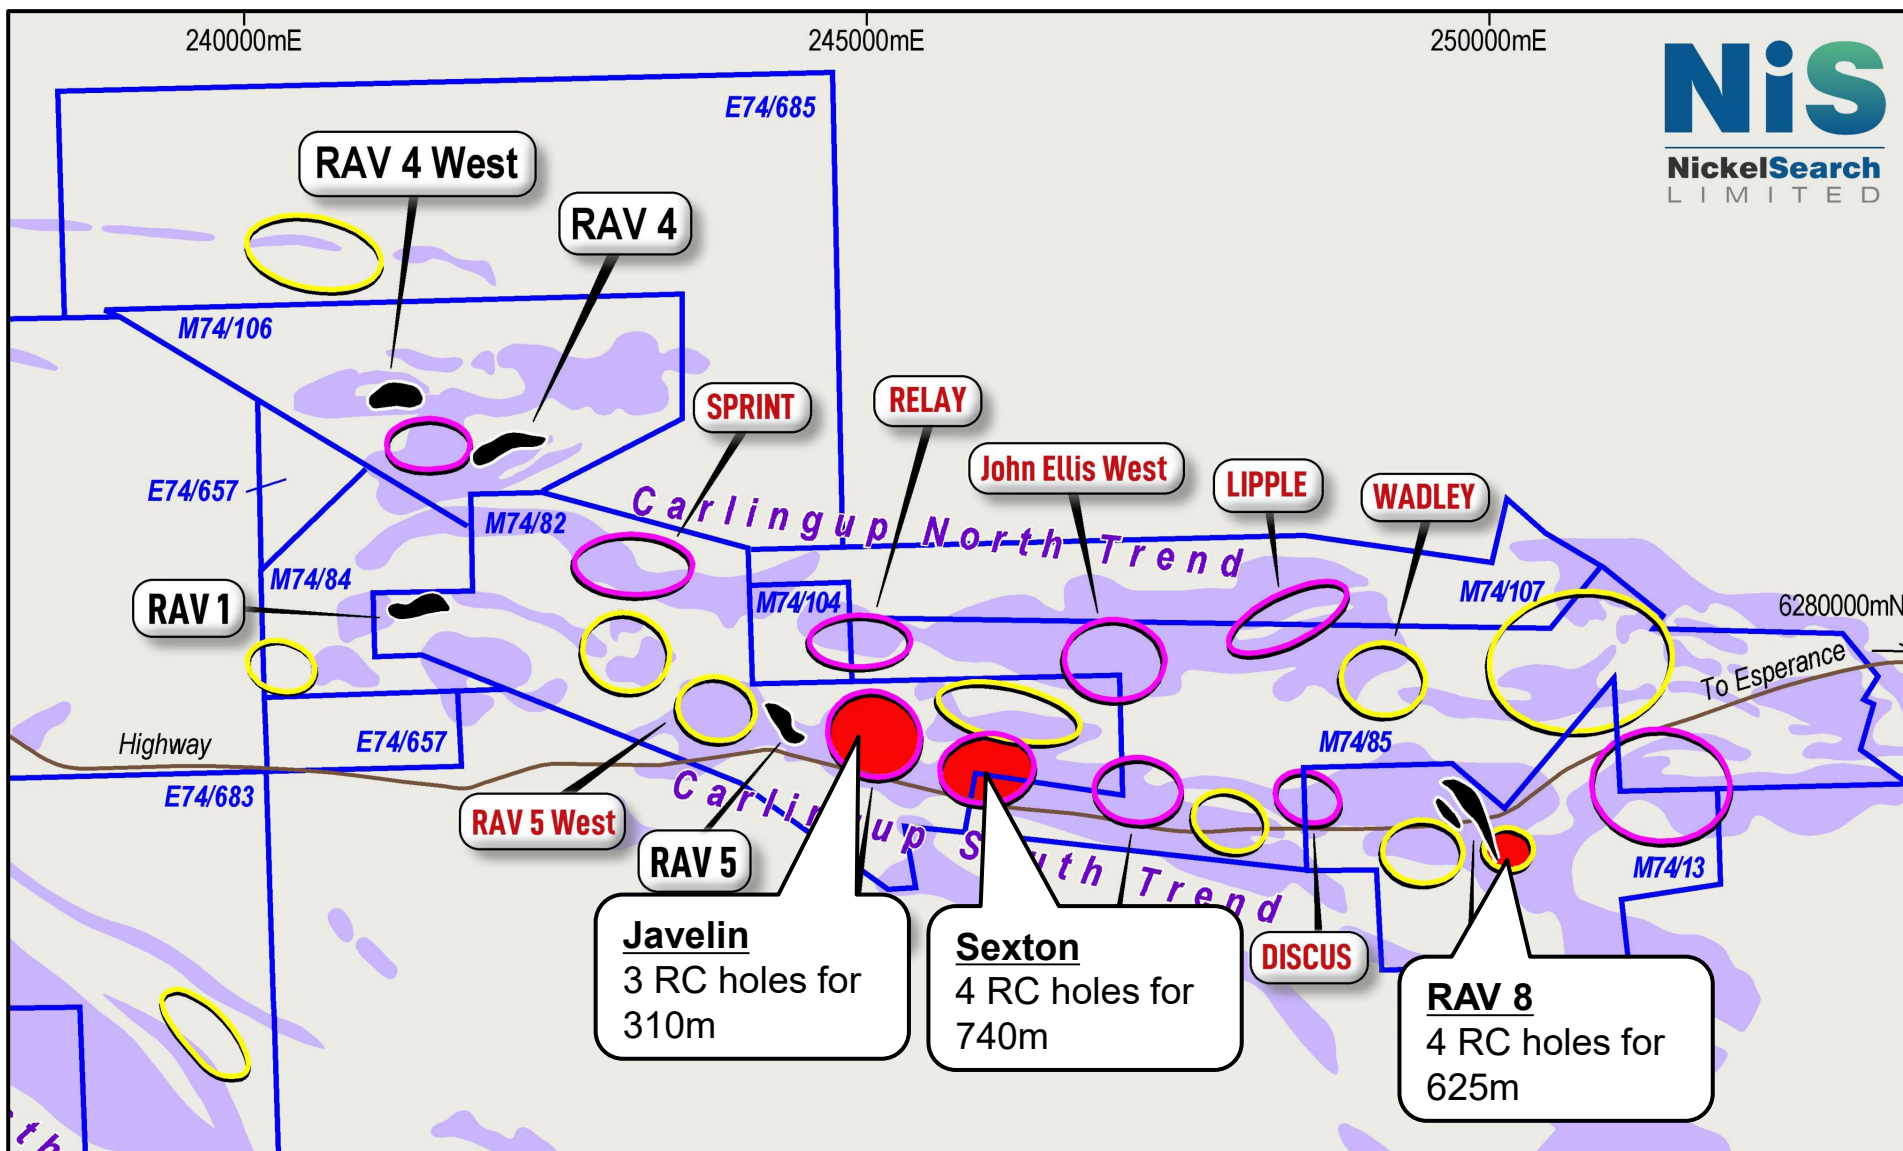 240000mE
245000mE
250000mE
NiS
NickelSearch
LIMITED
E74/685
RAV 4 West
RAV 4
M74/106
SPRINT
RELAY
John Ellis West
LIPPLE
WADLEY
E74/657
M74/82
Carlingup North Trend
M74/84
M74/104
M74/107
RAV 1
6280000mN
To Esperance
Highway
E74/657
M74/85
E74/683
RAV 5 West
RAV 5
Carlingup S uth Trend
M74/13
DISCUS
Javelin
3 RC holes for
310m
Sexton
4 RC holes for
740m
RAV 8
4 RC holes for
625m